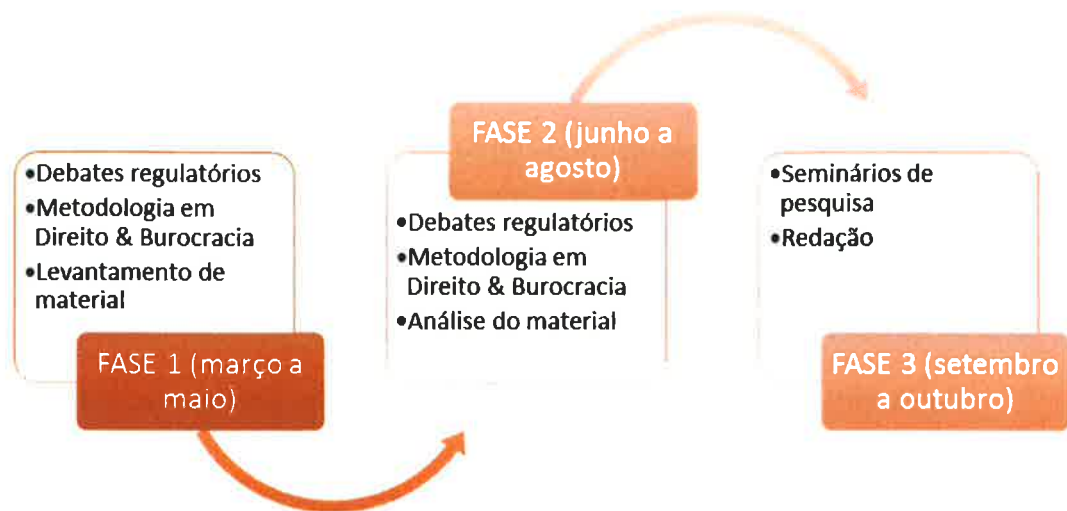 •Debates regulatórios
•Metodologia em
Direito & Burocracia
•Levantamento de
material
FASE 1 (março a
maio)
FASE 2 (junho a
agosto)
•Debates regulatórios
•Metodologia em
Direito & Burocracia
•Análise do material
•Seminários de
pesquisa
•Redação
FASE 3 (setembro
a outubro)